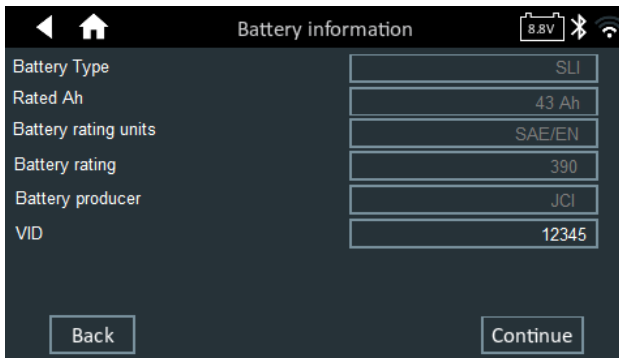 Battery information 8.8V
Battery Type SLI
Rated Ah 43 Ah
Battery rating units SAE/EN
Battery rating 390
Battery producer JCI
VID 12345
Back Continue